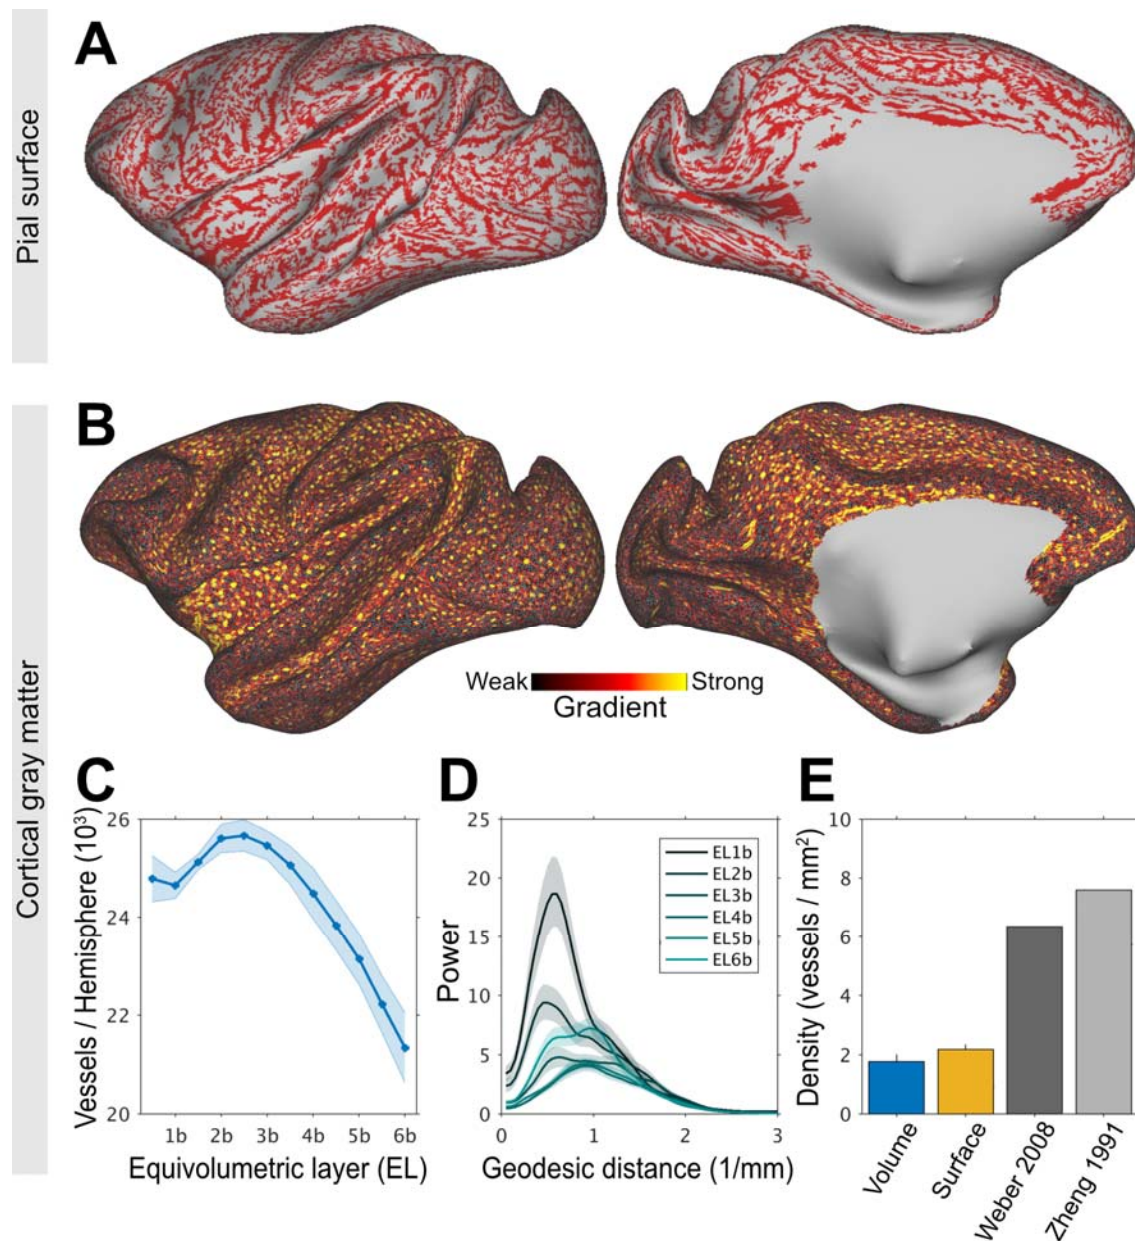 Pial surface
A
Cortical gray matter
B
Weak Strong
Gradient
C
Vessels / Hemisphere (10³)
26
24
22
20
1b 2b 3b 4b 5b 6b
Equivolumetric layer (EL)
D
Power
25
20
15
10
5
0
EL1b
EL2b
EL3b
EL4b
EL5b
EL6b
0 1 2 3
Geodesic distance (1/mm)
E
Density (vessels / mm²)
10
8
6
4
2
0
Volume
Surface
Weber 2008
Zheng 1991